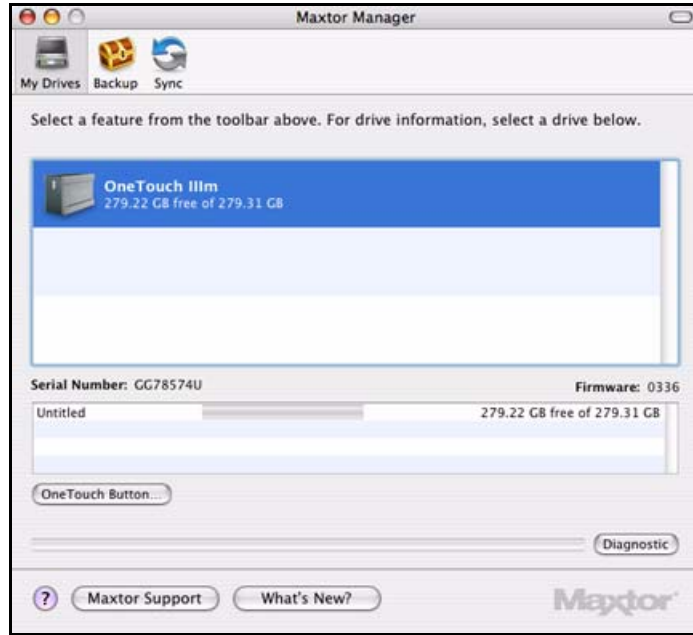 Maxtor Manager
My Drives Backup Sync
Select a feature from the toolbar above. For drive information, select a drive below.
OneTouch IIIm
279.22 GB free of 279.31 GB
Serial Number: GG78574U Firmware: 0336
Untitled 279.22 GB free of 279.31 GB
OneTouch Button...
Diagnostic
? Maxtor Support What's New? Maxtor